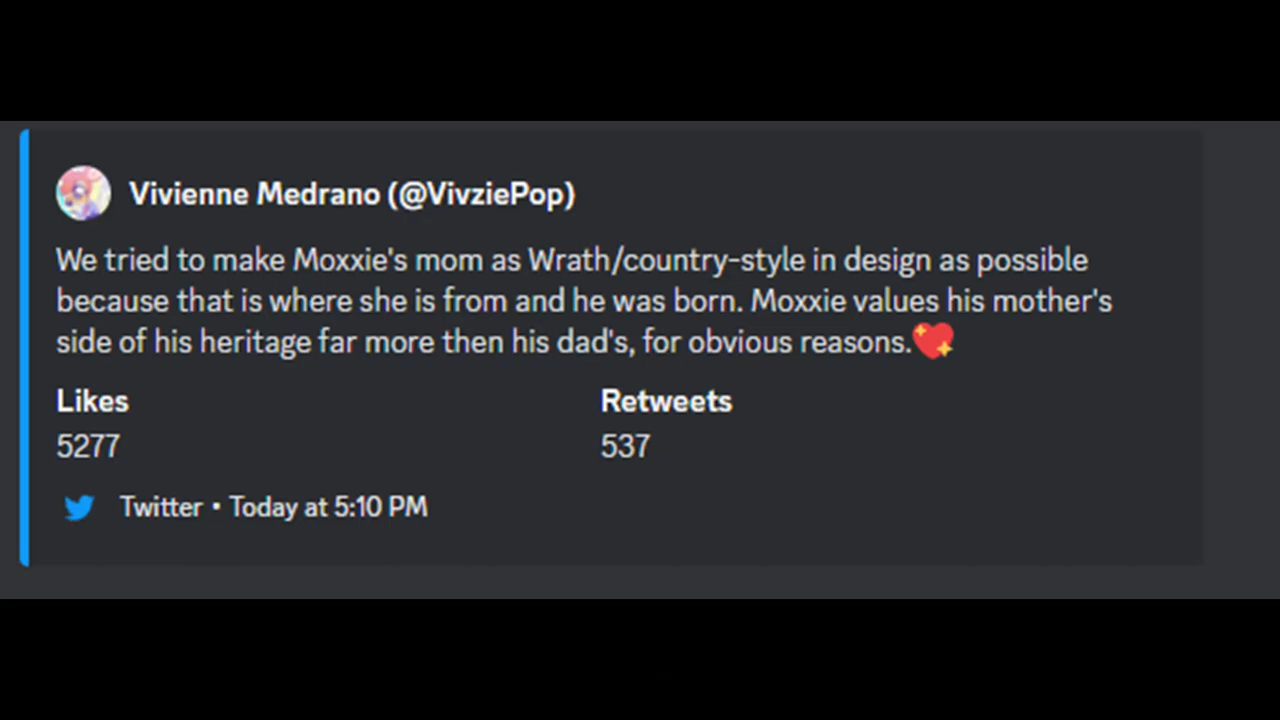 Vivienne Medrano (@VivziePop)
We tried to make Moxxie's mom as Wrath/country-style in design as possible
because that is where she is from and he was born. Moxxie values his mother's
side of his heritage far more then his dad's, for obvious reasons.💖
Likes
Retweets
5277
537
Twitter • Today at 5:10 PM